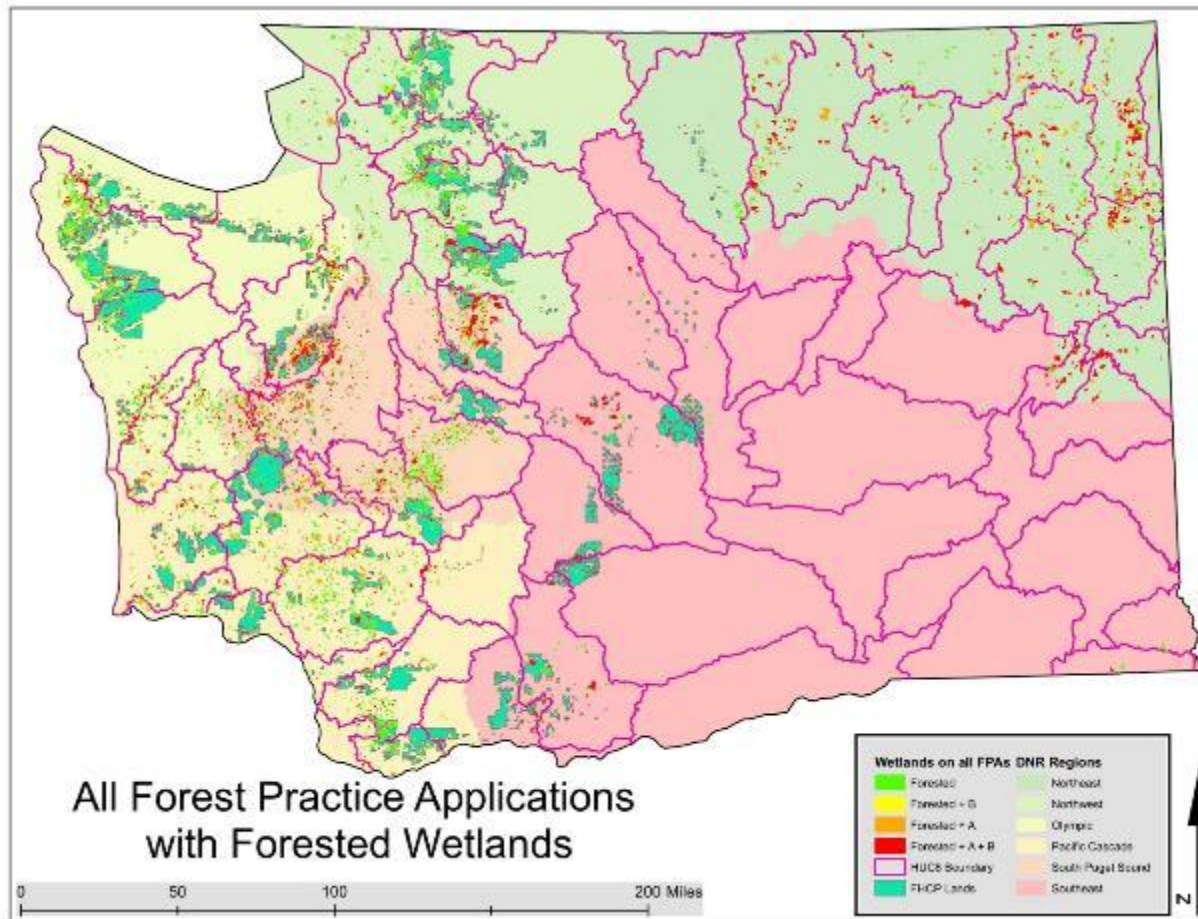 All Forest Practice Applications
with Forested Wetlands
0 50 100 200 Miles
Wetlands on all FPAs DNR Regions
Forested Northeast
Forested + B Northwest
Forested + A Olympic
Forested + A + B Pacific Cascade
HUC8 Boundary South Puget Sound
FHCP Lands Southeast
N